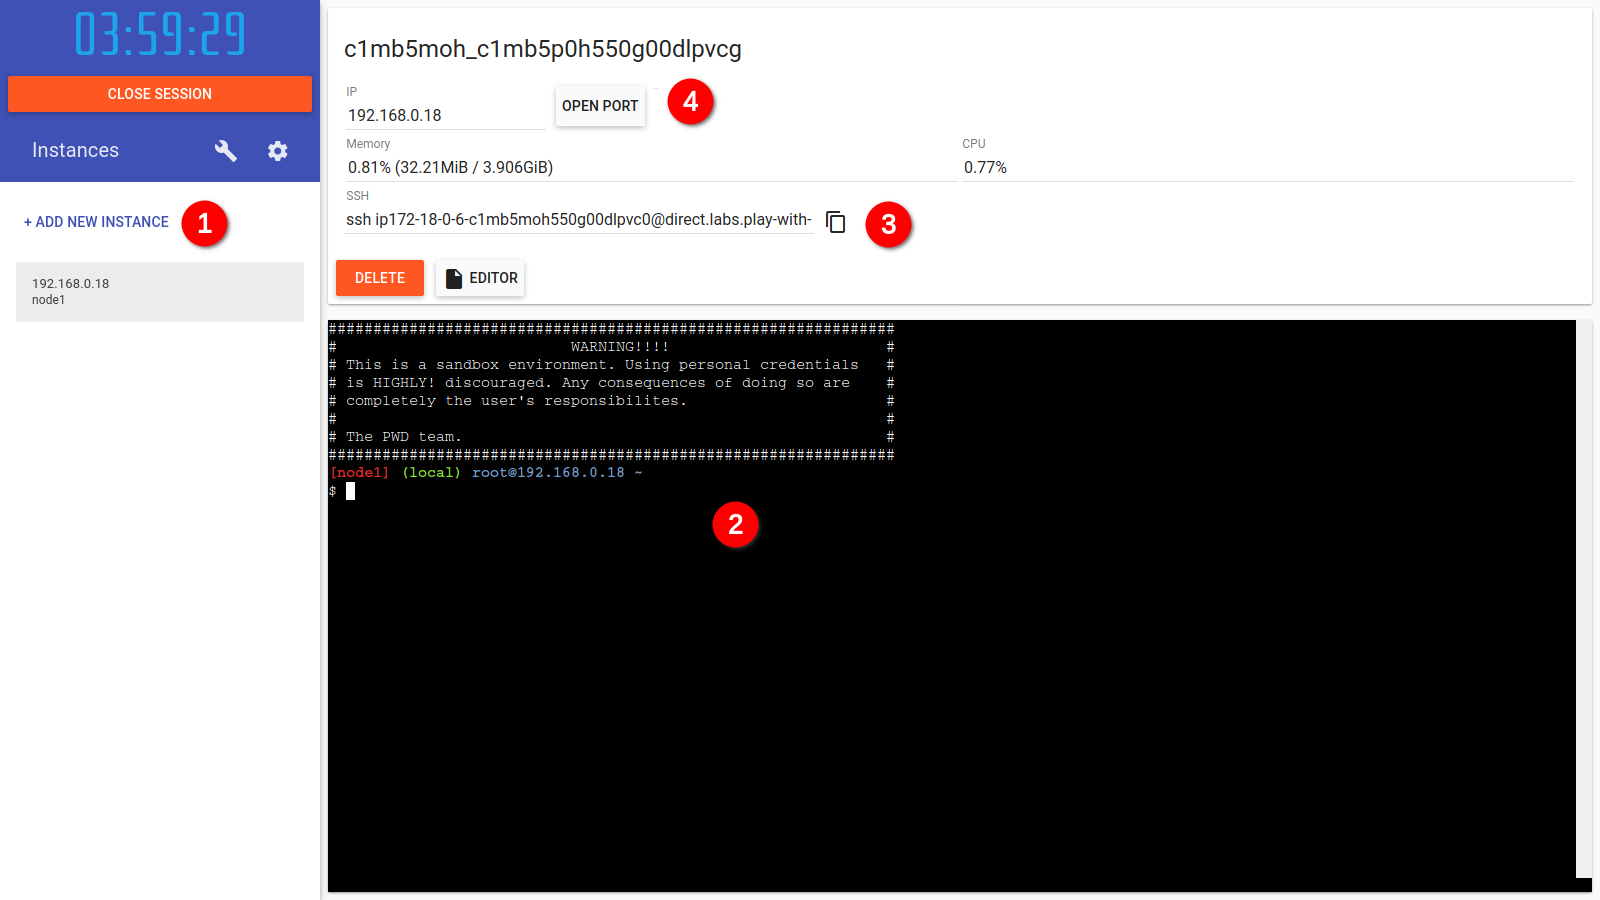 03:59:29
CLOSE SESSION
Instances
+ ADD NEW INSTANCE
1
192.168.0.18
node1
c1mb5moh_c1mb5p0h550g00dlpvcg
IP
192.168.0.18
OPEN PORT
4
Memory
0.81% (32.21MiB / 3.906GiB)
CPU
0.77%
SSH
ssh ip172-18-0-6-c1mb5moh550g00dlpvc0@direct.labs.play-with-
3
DELETE
EDITOR
###############################################################
#                          WARNING!!!!                        #
# This is a sandbox environment. Using personal credentials   #
# is HIGHLY! discouraged. Any consequences of doing so are    #
# completely the user's responsibilites.                      #
#                                                             #
# The PWD team.                                               #
###############################################################
[node1] (local) root@192.168.0.18 ~
$
2